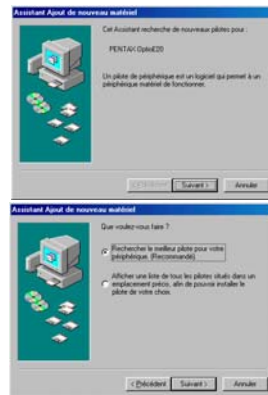 Assistant Ajout de nouveau matériel
Cet Assistant recherche de nouveaux pilotes pour :
PENTAX OptioE20
Un pilote de périphérique est un logiciel qui permet à un
périphérique matériel de fonctionner.
< Précédent Suivant > Annuler
Assistant Ajout de nouveau matériel
Que voulez-vous faire ?
Rechercher le meilleur pilote pour votre
périphérique. (Recommandé).
Afficher une liste de tous les pilotes situés dans un
emplacement précis, afin de pouvoir installer le
pilote de votre choix.
< Précédent Suivant > Annuler